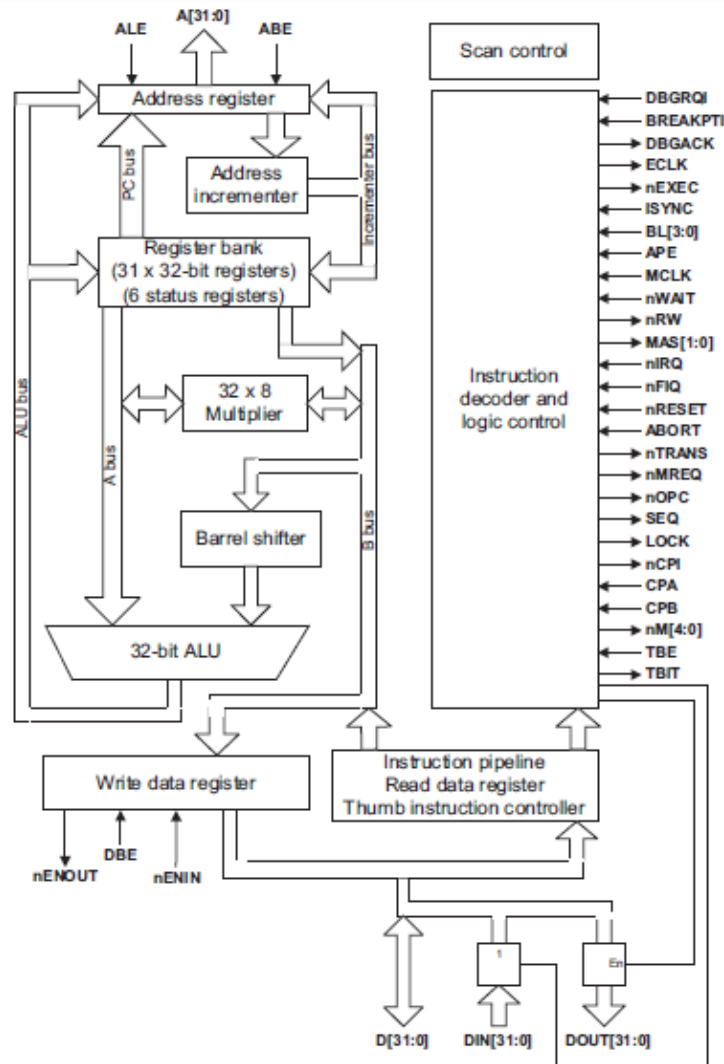 A[31:0]
ALE
ABE
Scan control
Address register
DBGRQI
BREAKPTI
DBGACK
ECLK
nEXEC
ISYNC
BL[3:0]
APE
MCLK
nWAIT
nRW
MAS[1:0]
nIRQ
nFIQ
nRESET
ABORT
nTRANS
nMREQ
nOPC
SEQ
LOCK
nCPI
CPA
CPB
nM[4:0]
TBE
TBIT
PC bus
Address
incrementer
Incrementer bus
Register bank
(31 x 32-bit registers)
(6 status registers)
Instruction
decoder and
logic control
ALU bus
A bus
32 x 8
Multiplier
B bus
Barrel shifter
32-bit ALU
Write data register
Instruction pipeline
Read data register
Thumb instruction controller
nENOUT
DBE
nENIN
1
En
D[31:0]
DIN[31:0]
DOUT[31:0]